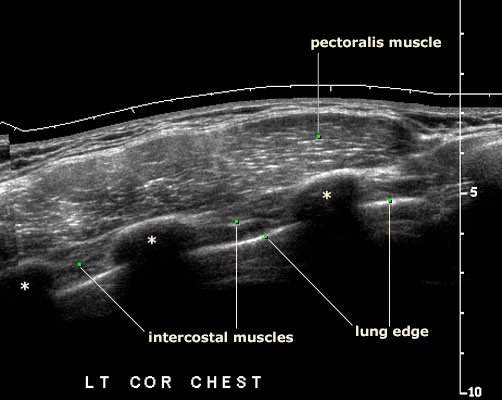 pectoralis muscle
*
5
*
*
intercostal muscles
lung edge
LT COR CHEST
10